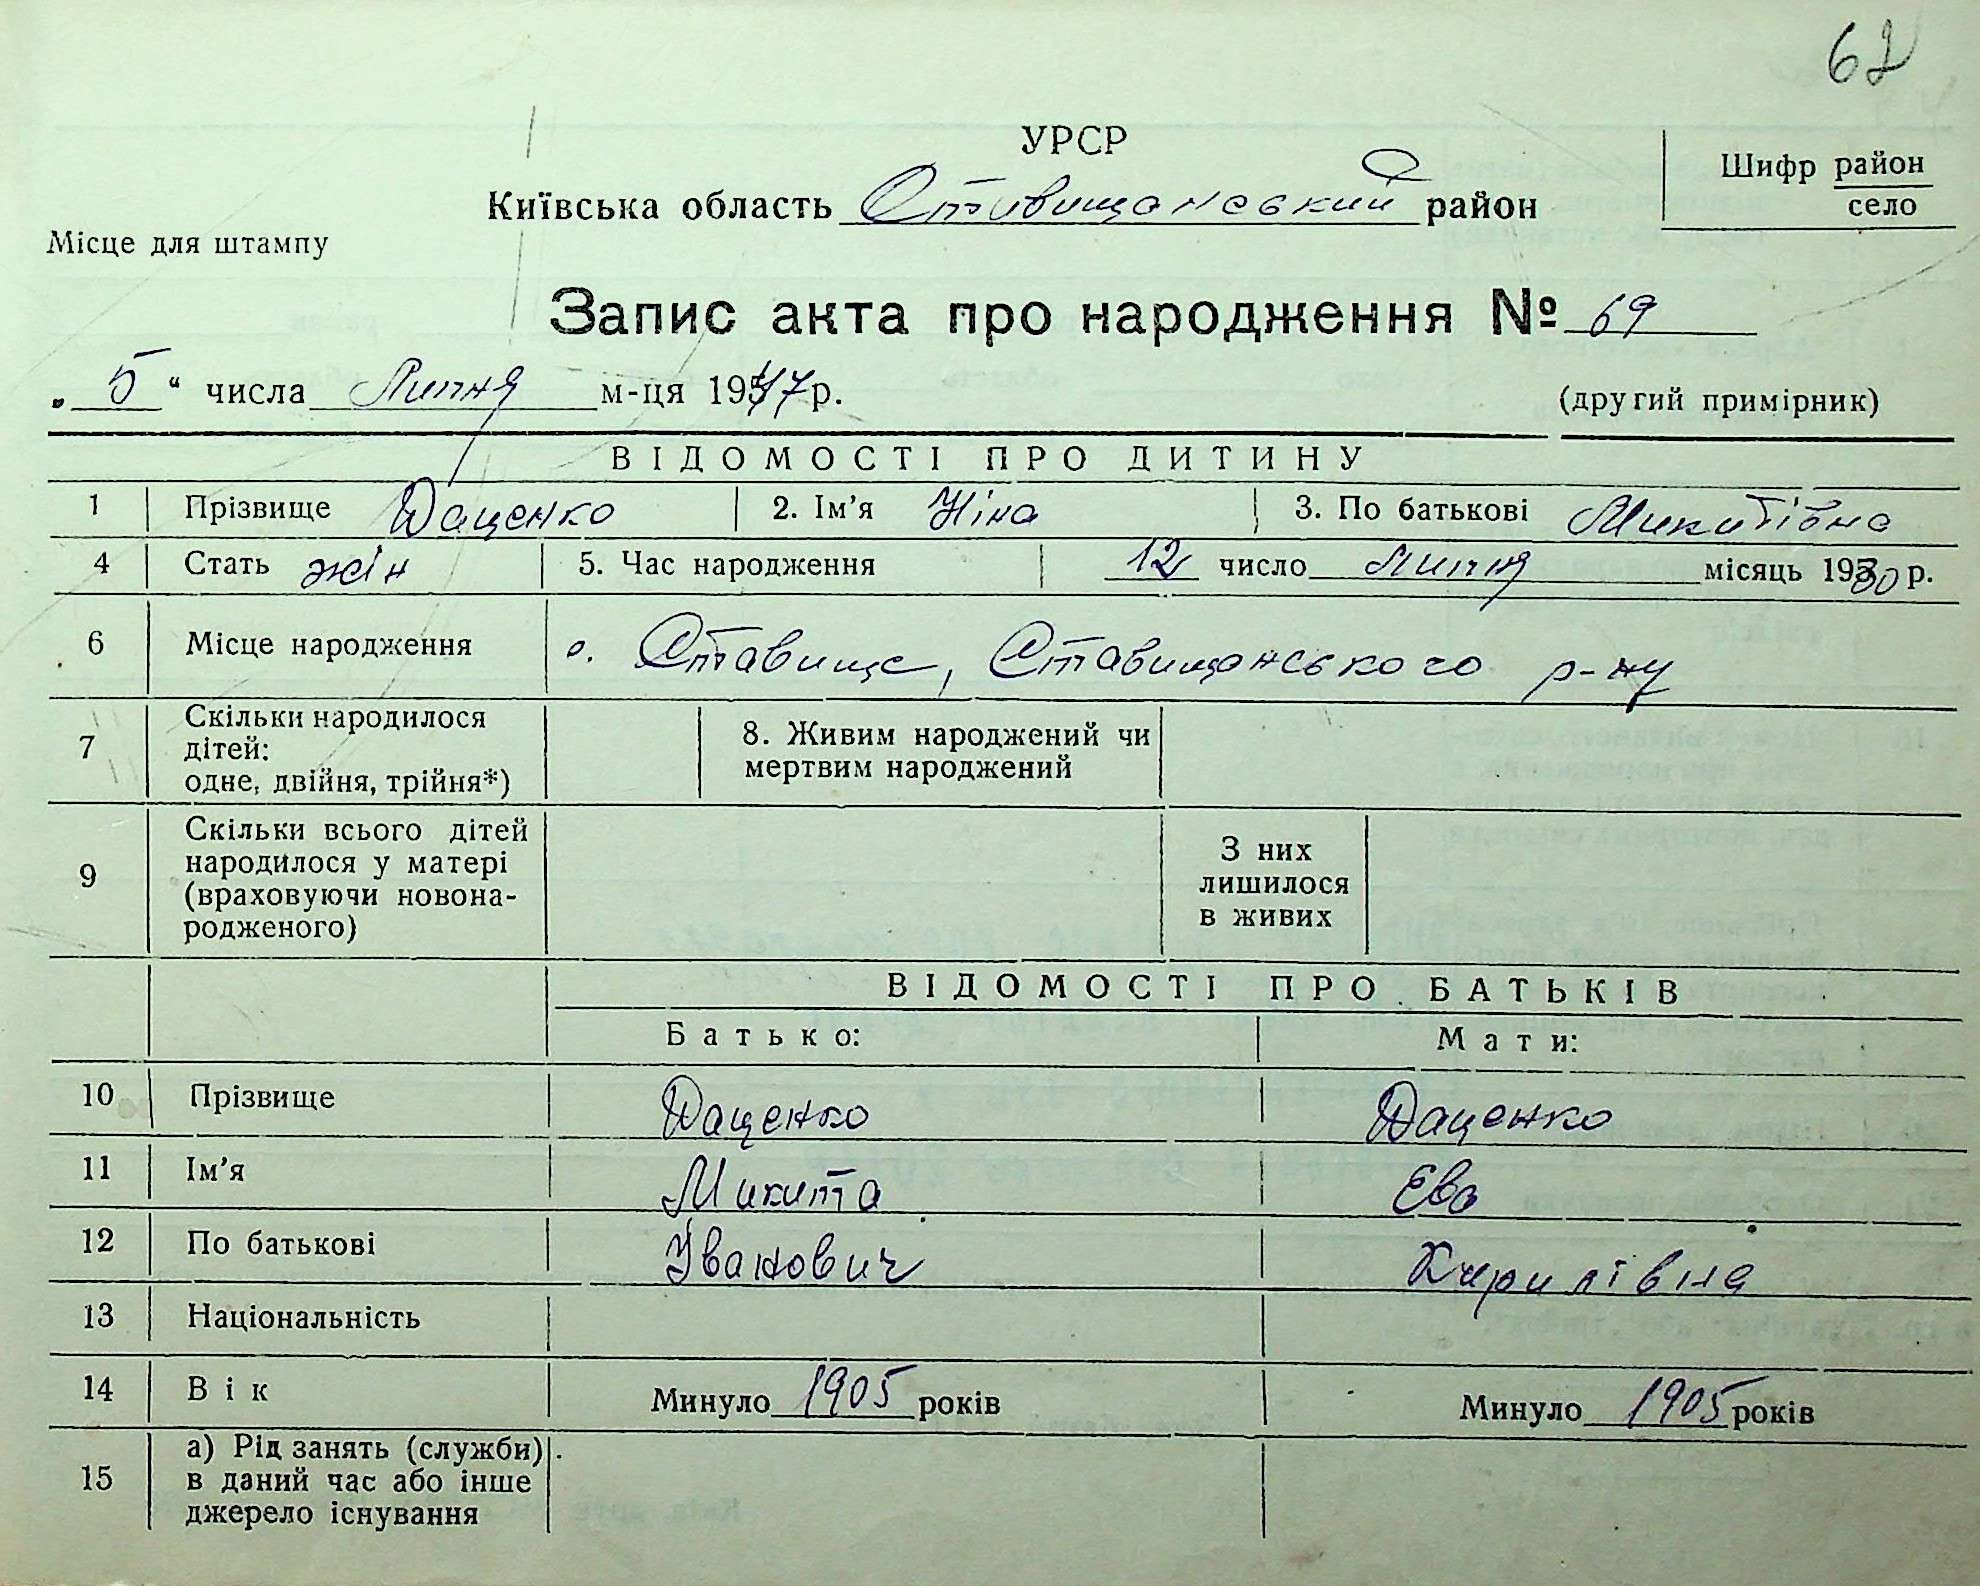 62
УРСР
Київська область Ставищанський район
Шифр район
село
Місце для штампу
Запис акта про народження № 69
„5“ числа Липня м-ця 1947 р.
(другий примірник)
ВІДОМОСТІ ПРО ДИТИНУ
1 Прізвище Даценко 2. Ім’я Ніна 3. По батькові Микитівна
4 Стать жін 5. Час народження 12 число Липня місяць 1930 р.
6 Місце народження с. Ставище, Ставищанського р-ну
Скільки народилося
7 дітей:
одне, двійня, трійня*)
8. Живим народжений чи
мертвим народжений
Скільки всього дітей
народилося у матері
9 (враховуючи новона-
родженого)
З них
лишилося
в живих
ВІДОМОСТІ ПРО БАТЬКІВ
Батько: Мати:
10 Прізвище Даценко Даценко
11 Ім’я Микита Ева
12 По батькові Іванович Кирилівна
13 Національність
14 Вік Минуло 1905 років Минуло 1905 років
а) Рід занять (служби)
15 в даний час або інше
джерело існування